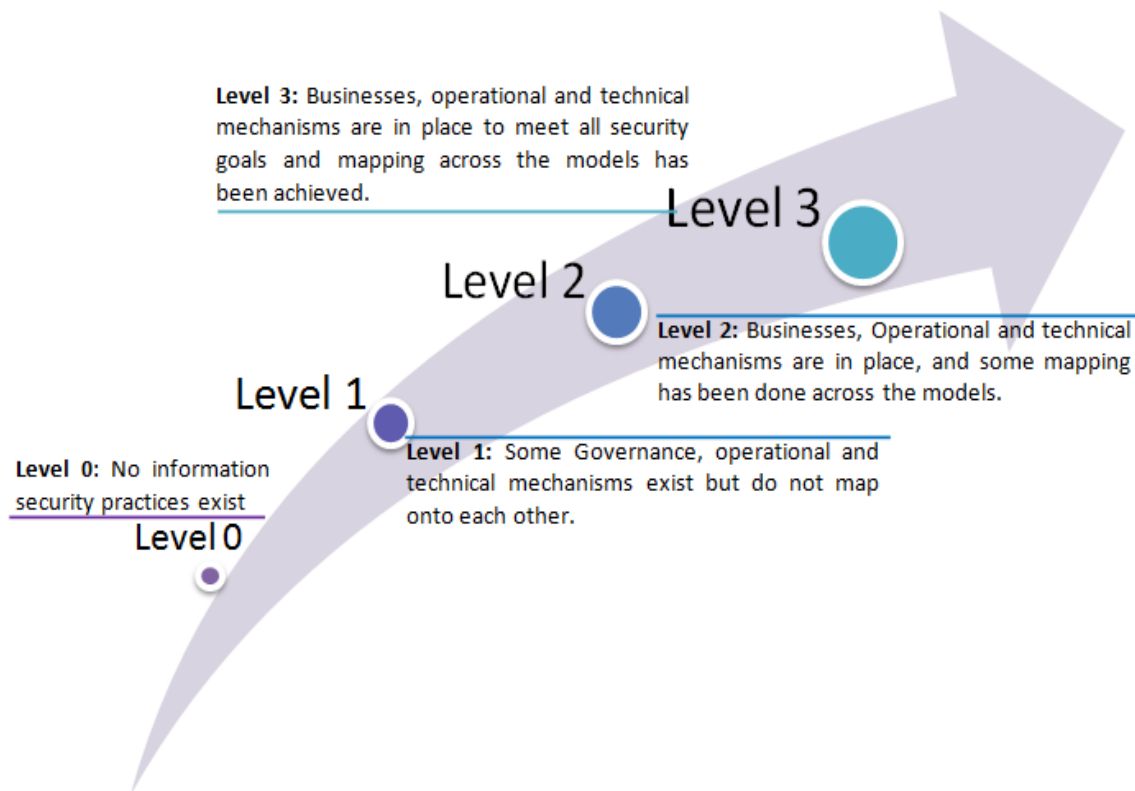 Level 3: Businesses, operational and technical
mechanisms are in place to meet all security
goals and mapping across the models has
been achieved.
Level 3
Level 2
Level 2: Businesses, Operational and technical
mechanisms are in place, and some mapping
has been done across the models.
Level 1
Level 1: Some Governance, operational and
technical mechanisms exist but do not map
onto each other.
Level 0: No information
security practices exist
Level 0